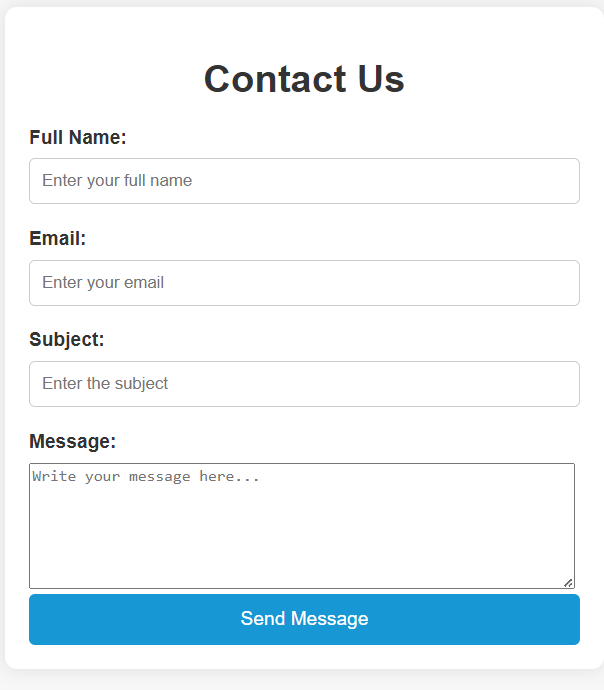 Contact Us
Full Name:
Enter your full name
Email:
Enter your email
Subject:
Enter the subject
Message:
Write your message here...
Send Message